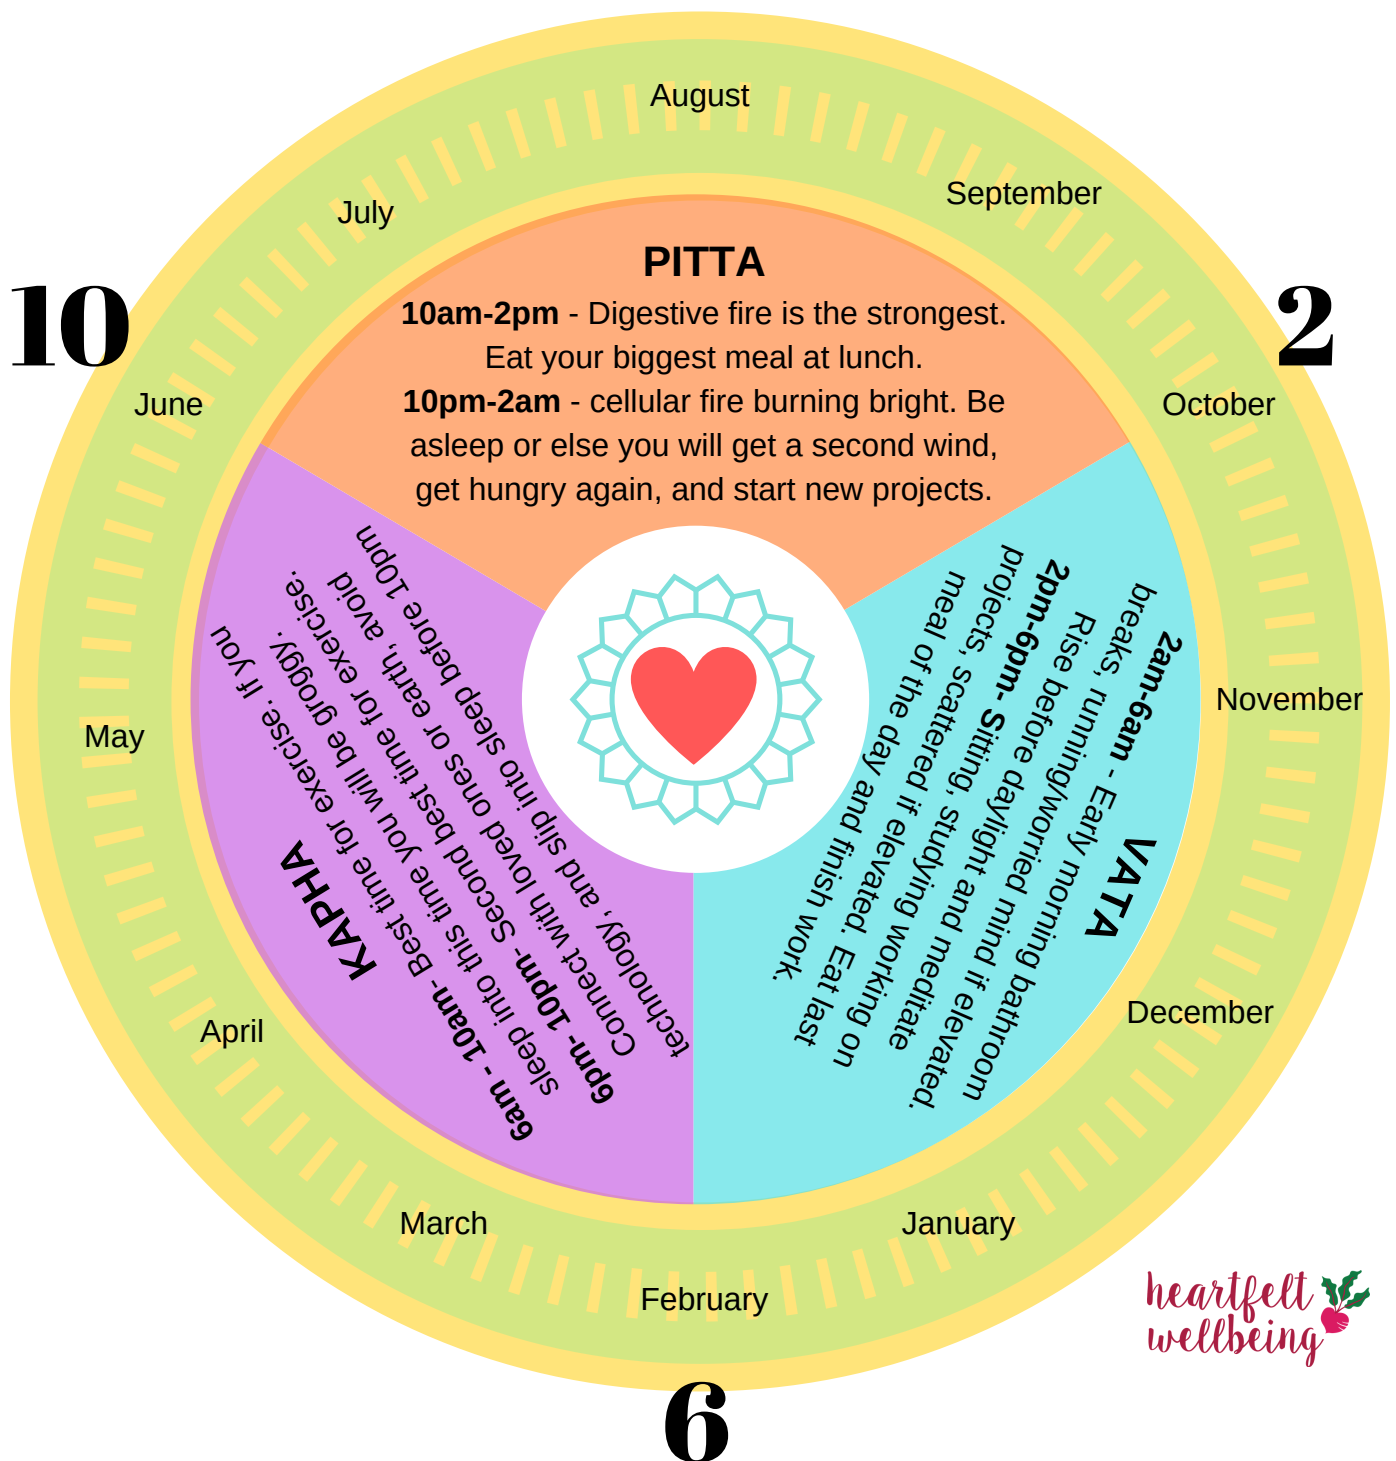 August
September
July
10
2
June
October
PITTA
10am-2pm - Digestive fire is the strongest.
Eat your biggest meal at lunch.
10pm-2am - cellular fire burning bright. Be
asleep or else you will get a second wind,
get hungry again, and start new projects.
VATA
2am-6am - Early morning bathroom
breaks, running/worried mind if elevated.
Rise before daylight and meditate
2pm-6pm- Sitting, studying working on
projects, scattered if elevated. Eat last
meal of the day and finish work.
KAPHA
6am - 10am- Best time for exercise. If you
sleep into this time you will be groggy.
6pm- 10pm- Second best time for exercise.
Connect with loved ones or earth, avoid
technology, and slip into sleep before 10pm
November
May
December
April
January
March
February
6
heartfelt
wellbeing